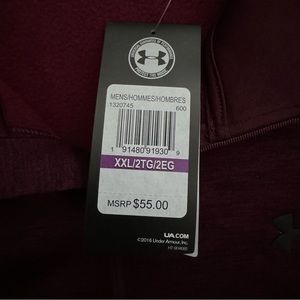 MENS/HOMMES/HOMBRES
1320745 600
1 91480 91930 9
XXL/2TG/2EG
MSRP $55.00
UA.COM
©2016 Under Armour, Inc.